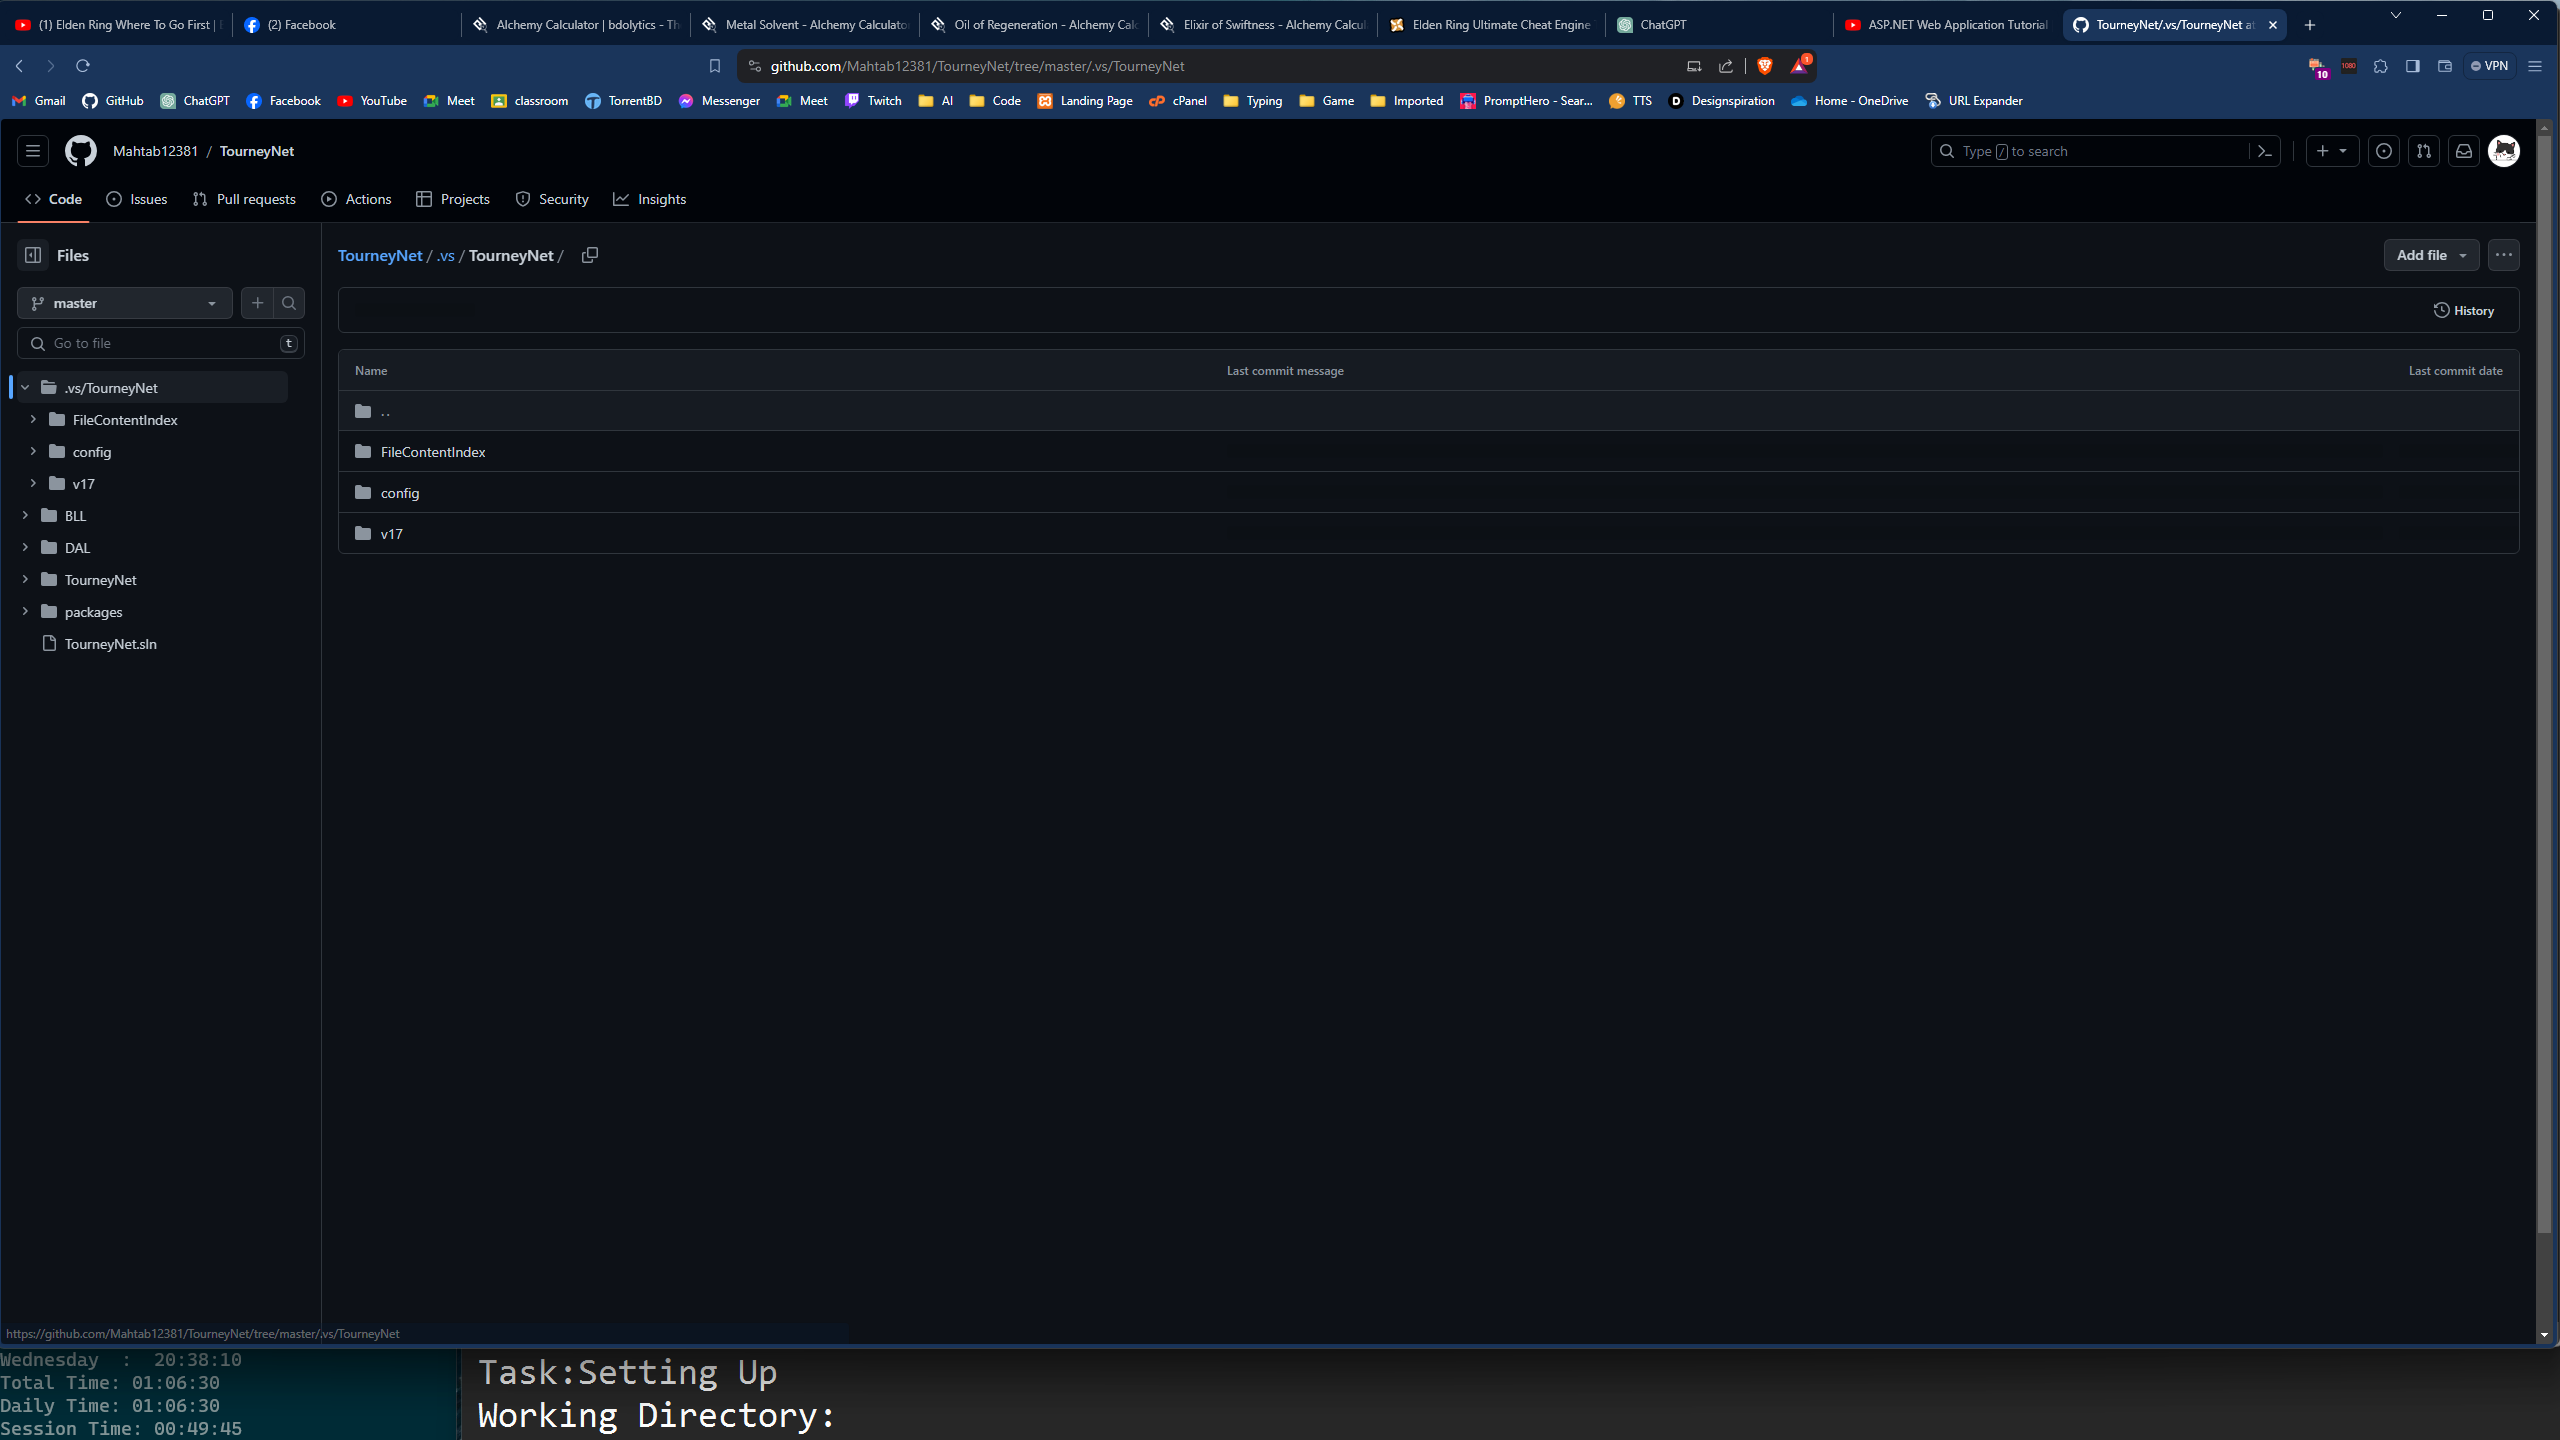 (1) Elden Ring Where To Go First |
(2) Facebook
Alchemy Calculator | bdolytics - Th
Metal Solvent - Alchemy Calculator
Oil of Regeneration - Alchemy Calc
Elixir of Swiftness - Alchemy Calcul
Elden Ring Ultimate Cheat Engine
ChatGPT
ASP.NET Web Application Tutorial
TourneyNet/.vs/TourneyNet at
github.com/Mahtab12381/TourneyNet/tree/master/.vs/TourneyNet
1
10
1080
VPN
Gmail GitHub ChatGPT Facebook YouTube Meet classroom TorrentBD Messenger Meet Twitch AI Code Landing Page cPanel Typing Game Imported PromptHero - Sear... TTS Designspiration Home - OneDrive URL Expander
Mahtab12381 / TourneyNet
Type / to search
Code Issues Pull requests Actions Projects Security Insights
Files
TourneyNet / .vs / TourneyNet /
Add file
master
History
Go to file
t
Name Last commit message Last commit date
.vs/TourneyNet
FileContentIndex
config
v17
BLL
DAL
TourneyNet
packages
TourneyNet.sln
..
FileContentIndex
config
v17
https://github.com/Mahtab12381/TourneyNet/tree/master/.vs/TourneyNet
Wednesday : 20:38:10
Total Time: 01:06:30
Daily Time: 01:06:30
Session Time: 00:49:45
Task:Setting Up
Working Directory: